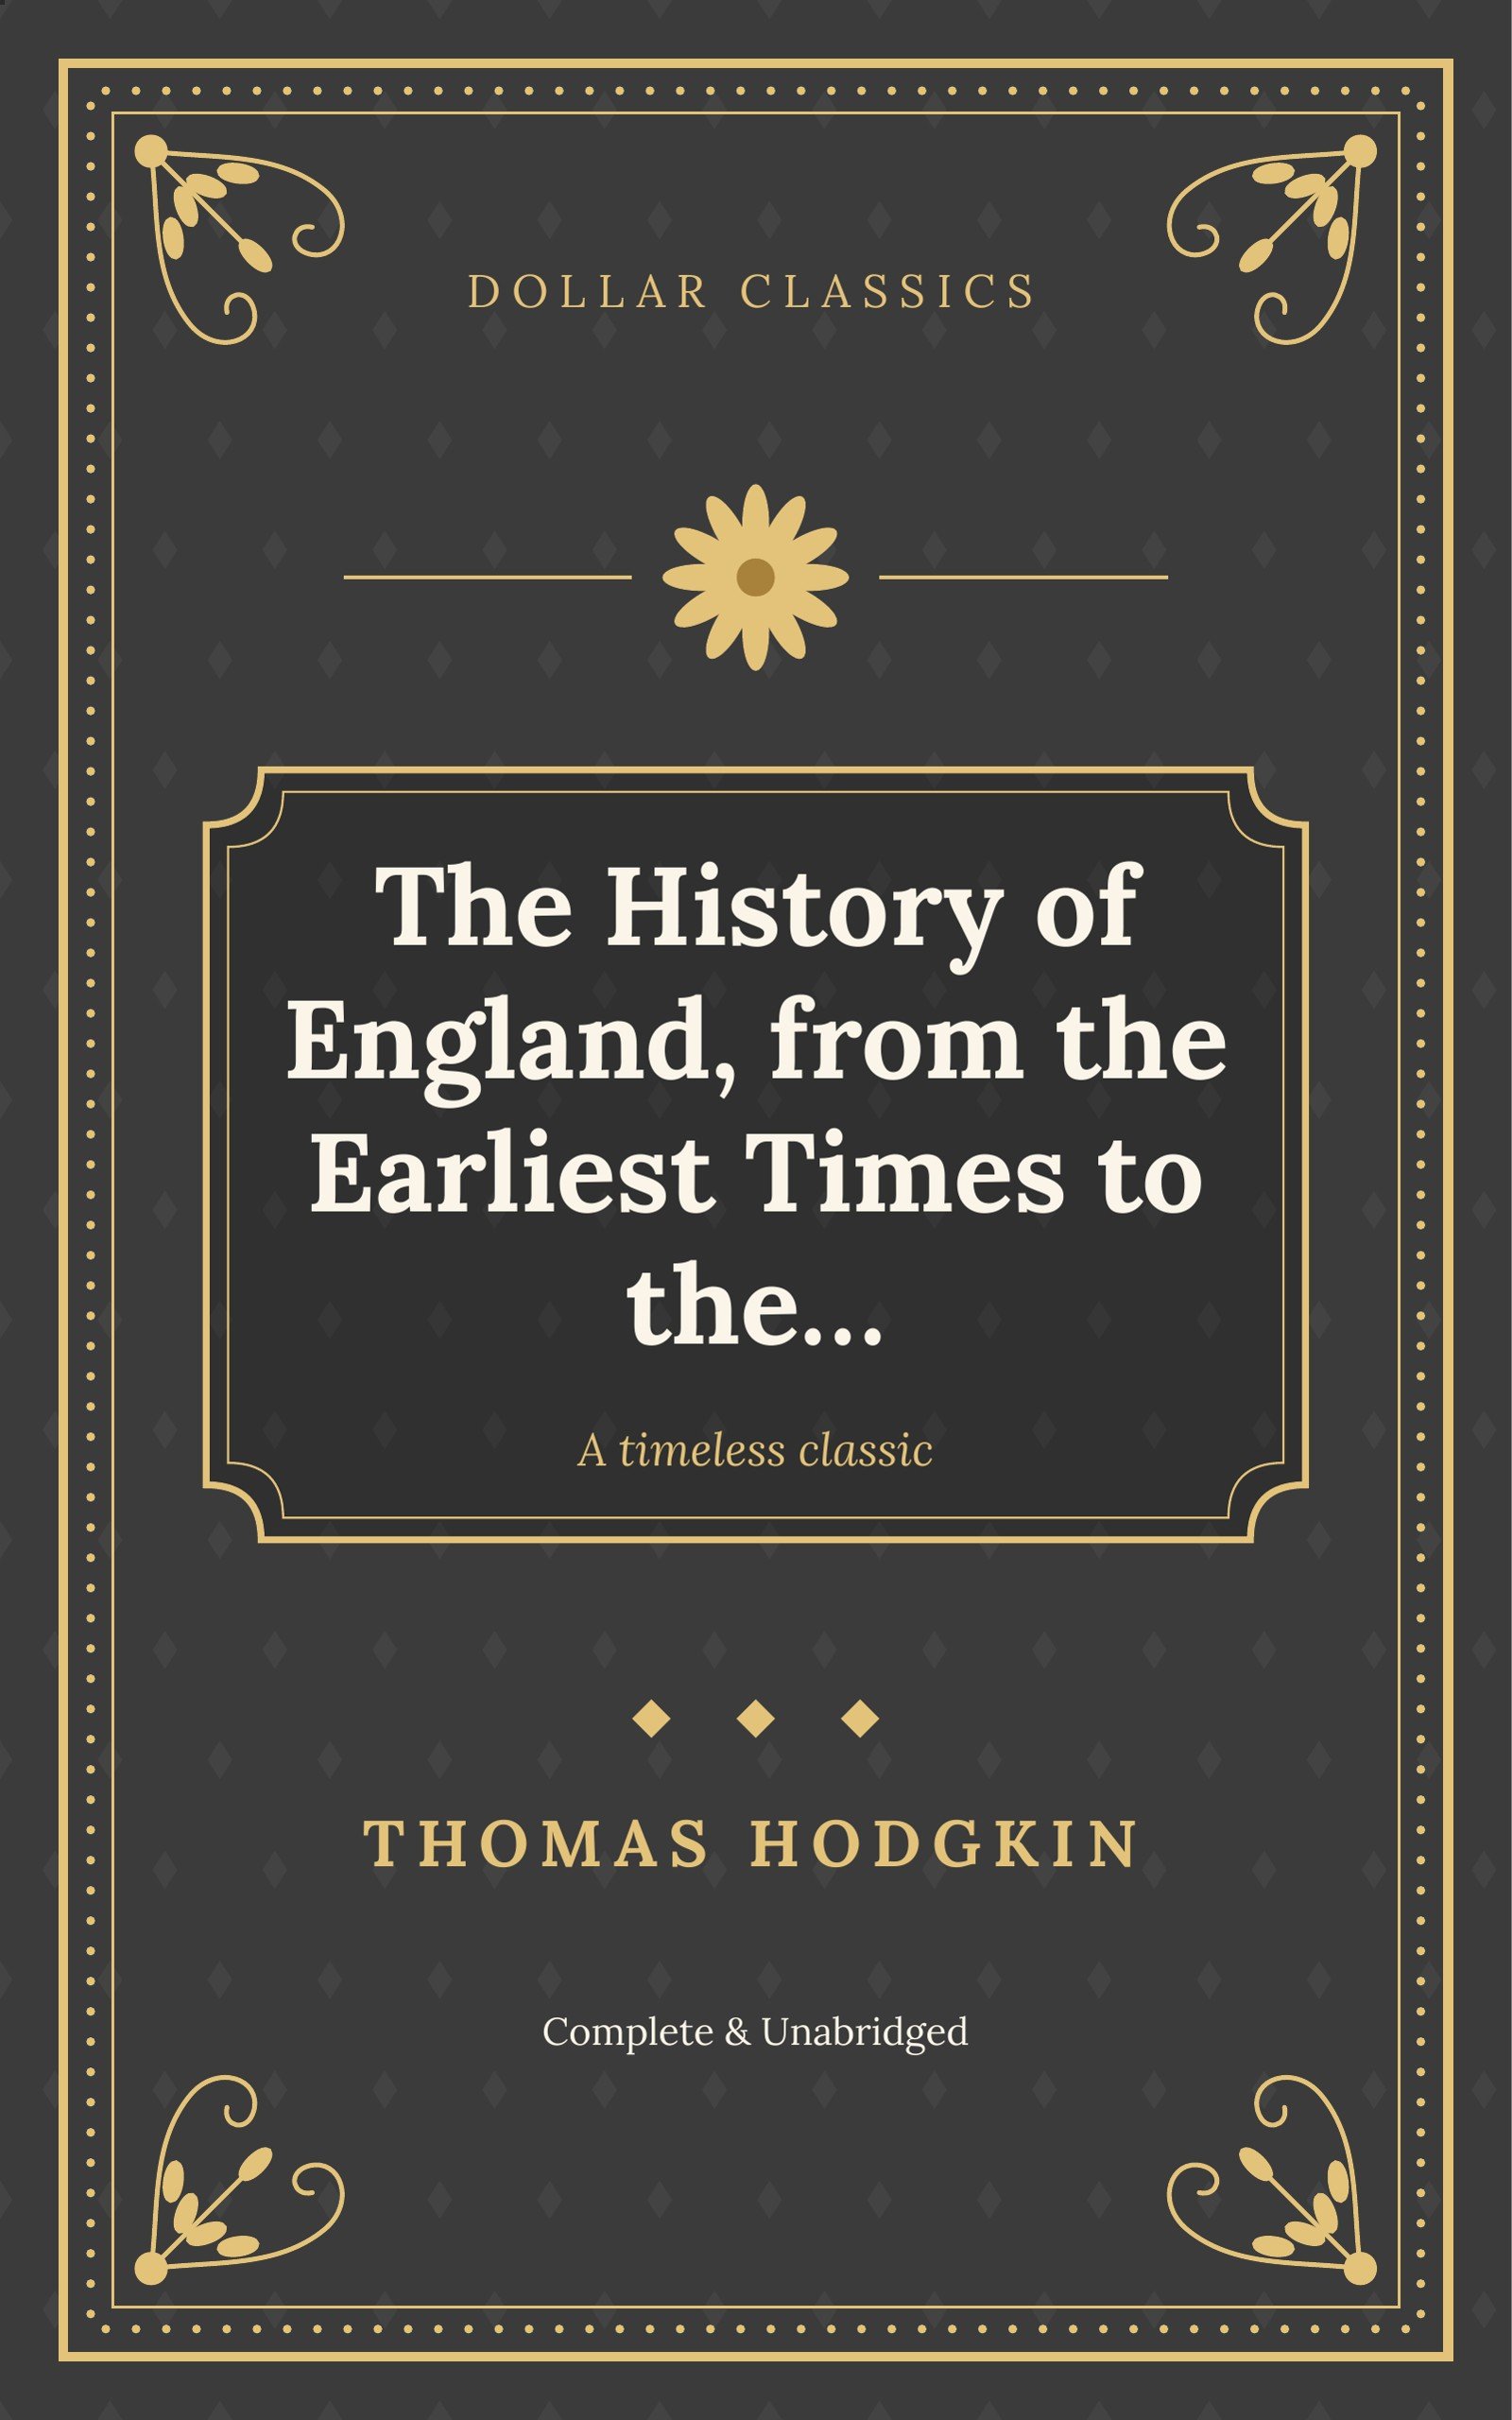 DOLLAR CLASSICS
The History of
England, from the
Earliest Times to
the...
A timeless classic
THOMAS HODGKIN
Complete & Unabridged